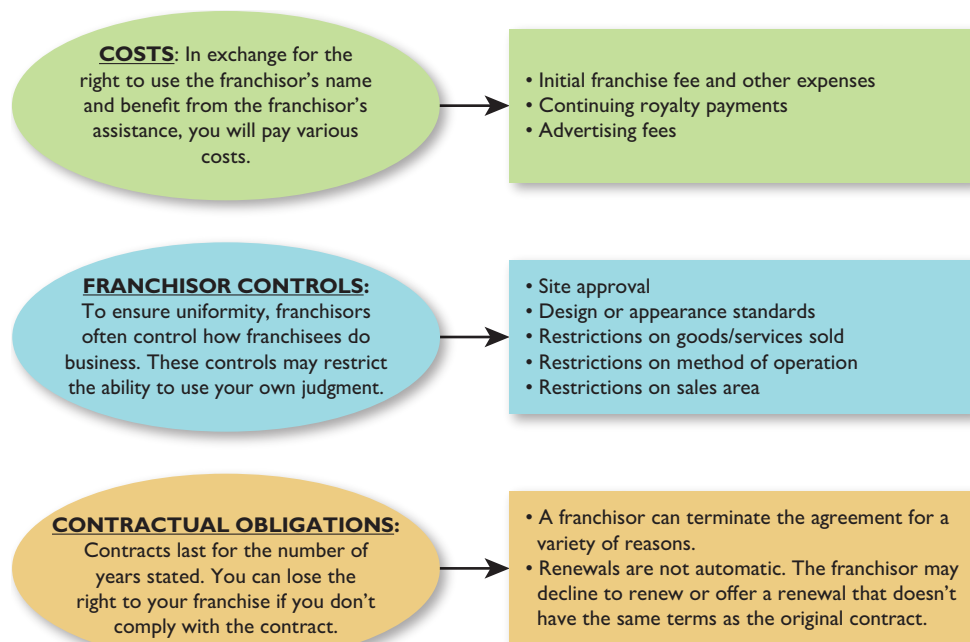 COSTS: In exchange for the
right to use the franchisor’s name
and benefit from the franchisor’s
assistance, you will pay various
costs.
• Initial franchise fee and other expenses
• Continuing royalty payments
• Advertising fees
FRANCHISOR CONTROLS:
To ensure uniformity, franchisors
often control how franchisees do
business. These controls may restrict
the ability to use your own judgment.
• Site approval
• Design or appearance standards
• Restrictions on goods/services sold
• Restrictions on method of operation
• Restrictions on sales area
CONTRACTUAL OBLIGATIONS:
Contracts last for the number of
years stated. You can lose the
right to your franchise if you don’t
comply with the contract.
• A franchisor can terminate the agreement for a
variety of reasons.
• Renewals are not automatic. The franchisor may
decline to renew or offer a renewal that doesn’t
have the same terms as the original contract.